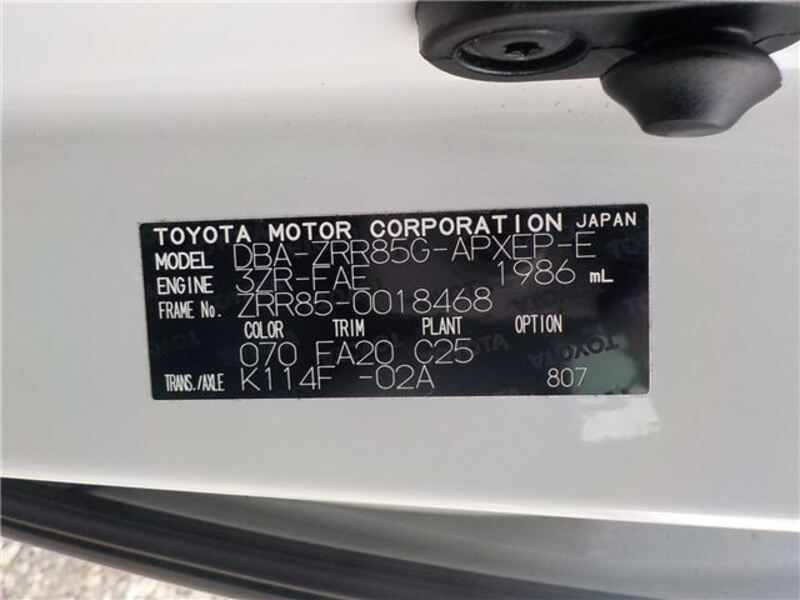 TOYOTA MOTOR CORPORATION JAPAN
MODEL DBA-ZRR85G-APXEP-E
ENGINE 3ZR-FAE 1986 mL
FRAME No. ZRR85-0018468
COLOR TRIM PLANT OPTION
070 FA20 C25
TRANS./AXLE K114F -02A 807
TOYOTA